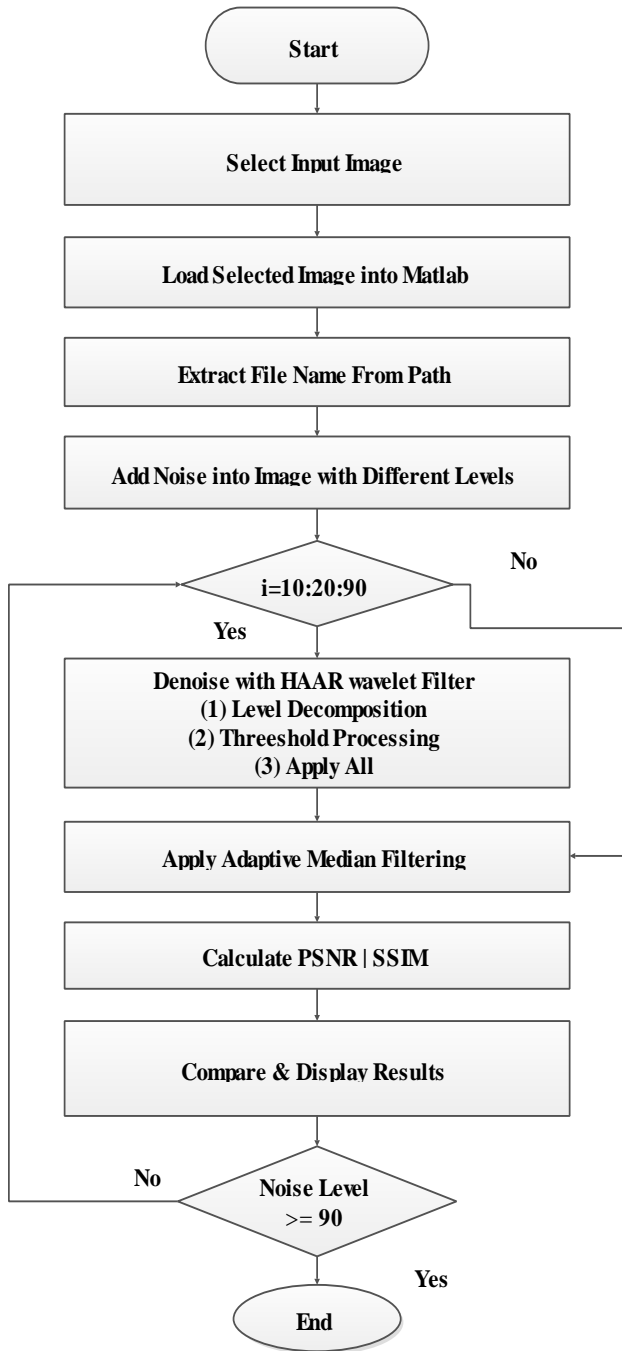 Start
Select Input Image
Load Selected Image into Matlab
Extract File Name From Path
Add Noise into Image with Different Levels
i=10:20:90
No
Yes
Denoise with HAAR wavelet Filter
(1) Level Decomposition
(2) Threeshold Processing
(3) Apply All
Apply Adaptive Median Filtering
Calculate PSNR | SSIM
Compare & Display Results
No
Noise Level
>= 90
Yes
End